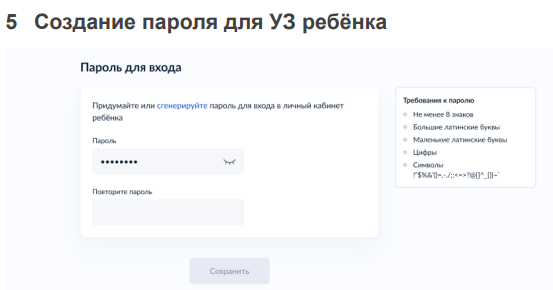 5 Создание пароля для УЗ ребёнка
Пароль для входа
Придумайте или сгенерируйте пароль для входа в личный кабинет
ребёнка
Пароль
••••••••
Повторите пароль
Сохранить
Требования к паролю
Не менее 8 знаков
Большие латинские буквы
Маленькие латинские буквы
Цифры
Символы